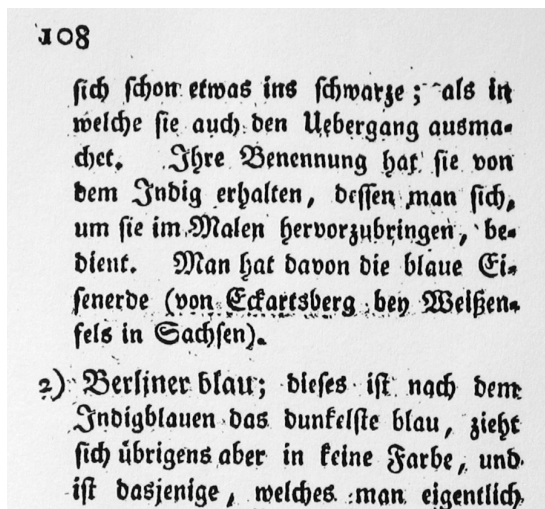 108
sich schon etwas ins schwarze; als in
welche sie auch den Uebergang ausma-
chet. Ihre Benennung hat sie von
dem Indig erhalten, dessen man sich,
um sie im Malen hervorzubringen, be-
dient. Man hat davon die blaue Ei-
senerde (von Eckartsberg bey Weißen-
fels in Sachsen).
2) Berliner blau; dieses ist nach dem
Indigblauen das dunkelste blau, zieht
sich übrigens aber in keine Farbe, und
ist dasjenige, welches man eigentlich